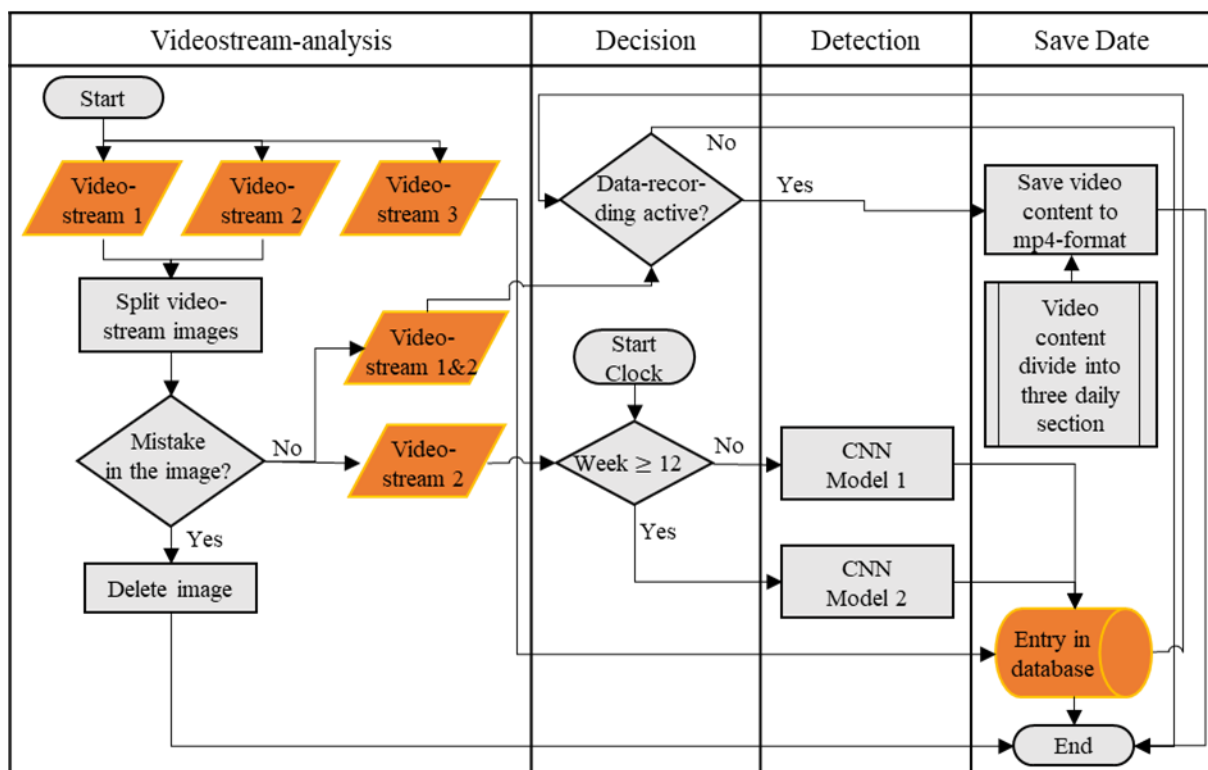 Videostream-analysis
Decision
Detection
Save Date
Start
Video-
stream 1
Video-
stream 2
Video-
stream 3
Split video-
stream images
Mistake
in the image?
No
Yes
Delete image
Video-
stream 1&2
Video-
stream 2
Data-recor-
ding active?
No
Yes
Start
Clock
Week ≥ 12
No
Yes
CNN
Model 1
CNN
Model 2
Save video
content to
mp4-format
Video
content
divide into
three daily
section
Entry in
database
End